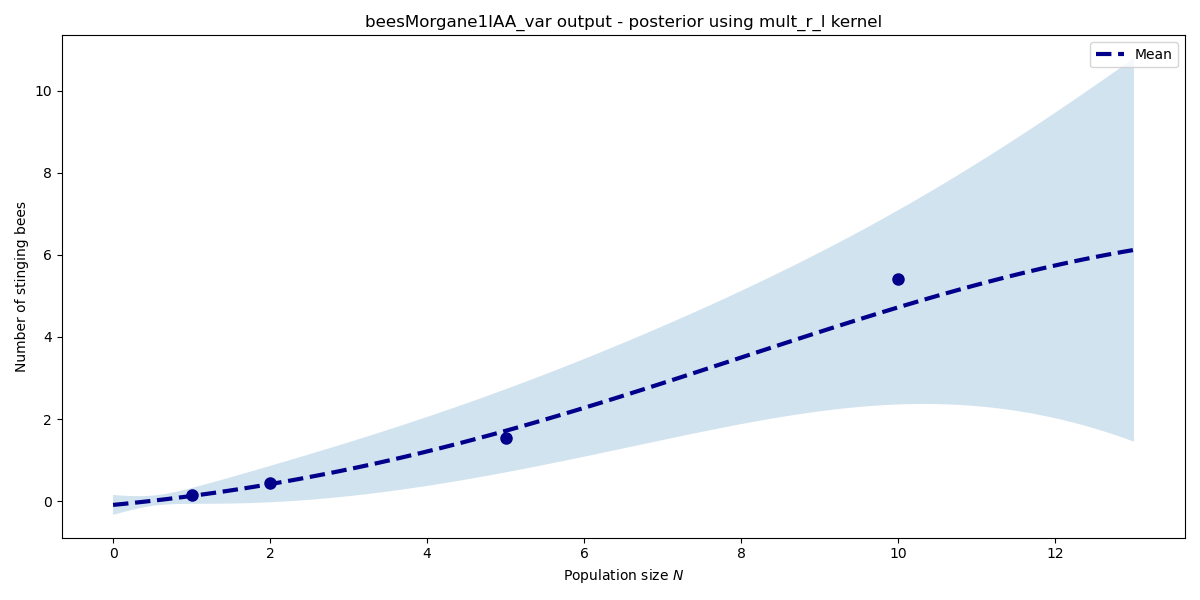 beesMorgane1IAA_var output - posterior using mult_r_l kernel
Mean
10
8
6
4
2
0
Number of stinging bees
0 2 4 6 8 10 12
Population size N